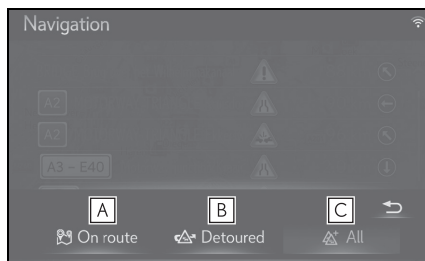 Navigation
A2
A2
A3 - E40
A B C
On route Detoured All